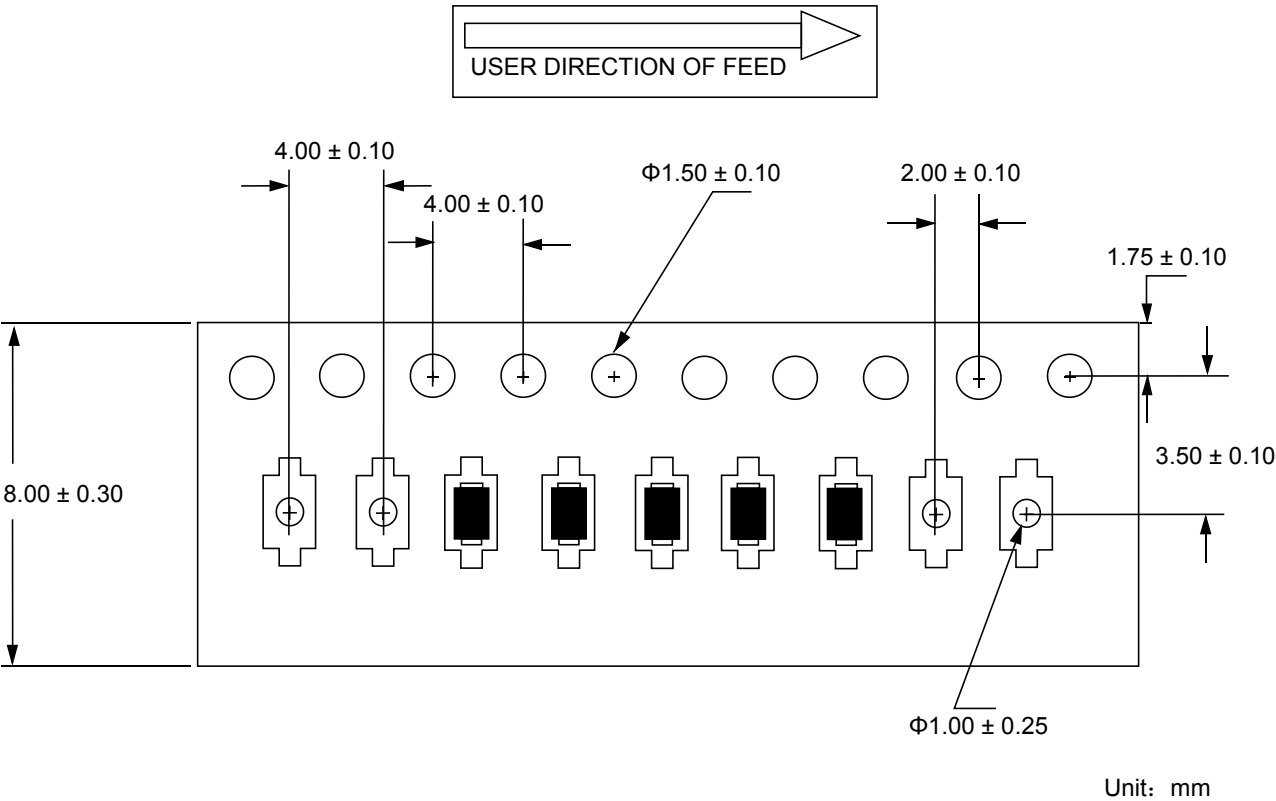 USER DIRECTION OF FEED
4.00 ± 0.10
4.00 ± 0.10
Φ1.50 ± 0.10
2.00 ± 0.10
1.75 ± 0.10
3.50 ± 0.10
8.00 ± 0.30
Φ1.00 ± 0.25
Unit：mm